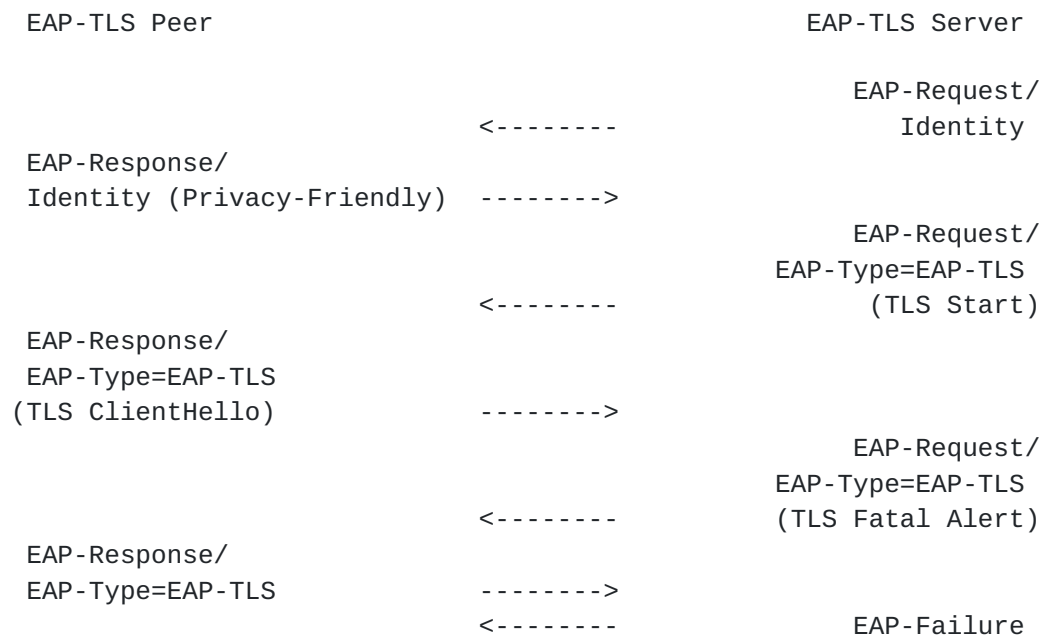 EAP-TLS Peer                                      EAP-TLS Server

                                                     EAP-Request/
                             <--------                  Identity
EAP-Response/
Identity (Privacy-Friendly)  -------->
                                                     EAP-Request/
                                                EAP-Type=EAP-TLS
                             <--------                (TLS Start)
EAP-Response/
EAP-Type=EAP-TLS
(TLS ClientHello)            -------->
                                                     EAP-Request/
                                                EAP-Type=EAP-TLS
                             <--------          (TLS Fatal Alert)
EAP-Response/
EAP-Type=EAP-TLS             -------->
                             <--------               EAP-Failure